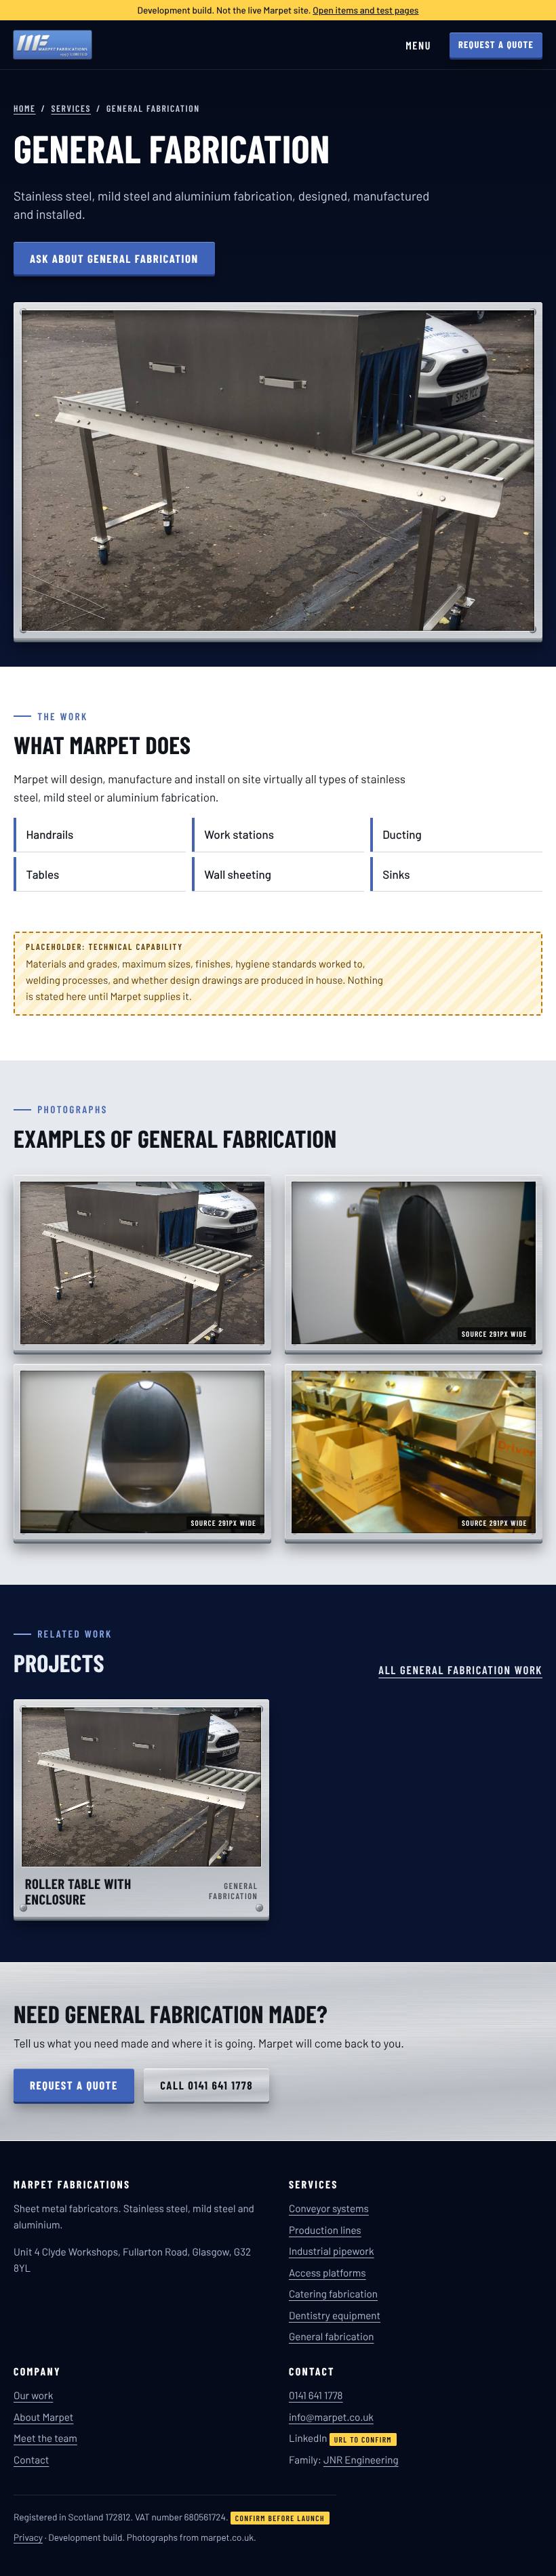 Development build. Not the live Marpet site. Open items and test pages
MARPET FABRICATIONS
MENU
REQUEST A QUOTE
HOME / SERVICES / GENERAL FABRICATION
GENERAL FABRICATION
Stainless steel, mild steel and aluminium fabrication, designed, manufactured
and installed.
ASK ABOUT GENERAL FABRICATION
THE WORK
WHAT MARPET DOES
Marpet will design, manufacture and install on site virtually all types of stainless
steel, mild steel or aluminium fabrication.
Handrails
Work stations
Ducting
Tables
Wall sheeting
Sinks
PLACEHOLDER: TECHNICAL CAPABILITY
Materials and grades, maximum sizes, finishes, hygiene standards worked to,
welding processes, and whether design drawings are produced in house. Nothing
is stated here until Marpet supplies it.
PHOTOGRAPHS
EXAMPLES OF GENERAL FABRICATION
SOURCE 291PX WIDE
SOURCE 291PX WIDE
SOURCE 291PX WIDE
RELATED WORK
PROJECTS
ALL GENERAL FABRICATION WORK
ROLLER TABLE WITH
ENCLOSURE
GENERAL
FABRICATION
NEED GENERAL FABRICATION MADE?
Tell us what you need made and where it is going. Marpet will come back to you.
REQUEST A QUOTE
CALL 0141 641 1778
MARPET FABRICATIONS
Sheet metal fabricators. Stainless steel, mild steel and
aluminium.
Unit 4 Clyde Workshops, Fullarton Road, Glasgow, G32
8YL
SERVICES
Conveyor systems
Production lines
Industrial pipework
Access platforms
Catering fabrication
Dentistry equipment
General fabrication
COMPANY
Our work
About Marpet
Meet the team
Contact
CONTACT
0141 641 1778
info@marpet.co.uk
LinkedIn URL TO CONFIRM
Family: JNR Engineering
Registered in Scotland 172812. VAT number 680561724. CONFIRM BEFORE LAUNCH
Privacy · Development build. Photographs from marpet.co.uk.